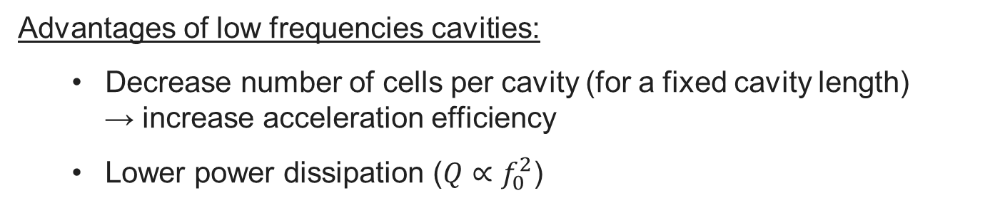 Advantages of low frequencies cavities:
• Decrease number of cells per cavity (for a fixed cavity length)
→ increase acceleration efficiency
• Lower power dissipation (𝑄 ∝ 𝑓₀²)